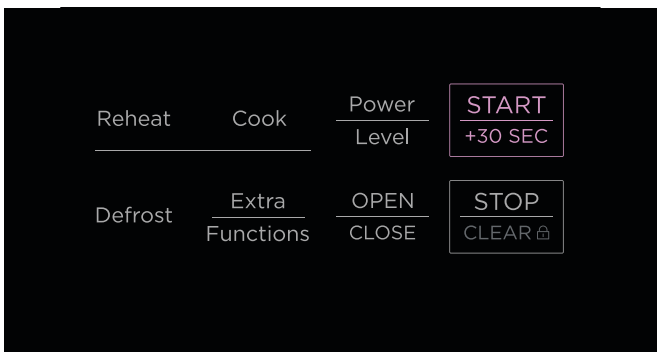 Reheat
Cook
Power
Level
START
+30 SEC
Defrost
Extra
Functions
OPEN
CLOSE
STOP
CLEAR